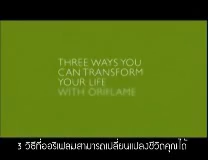 THREE WAYS YOU
CAN TRANSFORM
YOUR LIFE
WITH ORIFLAME
3 วิธีที่ออริเฟลมสามารถเปลี่ยนแปลงชีวิตคุณได้